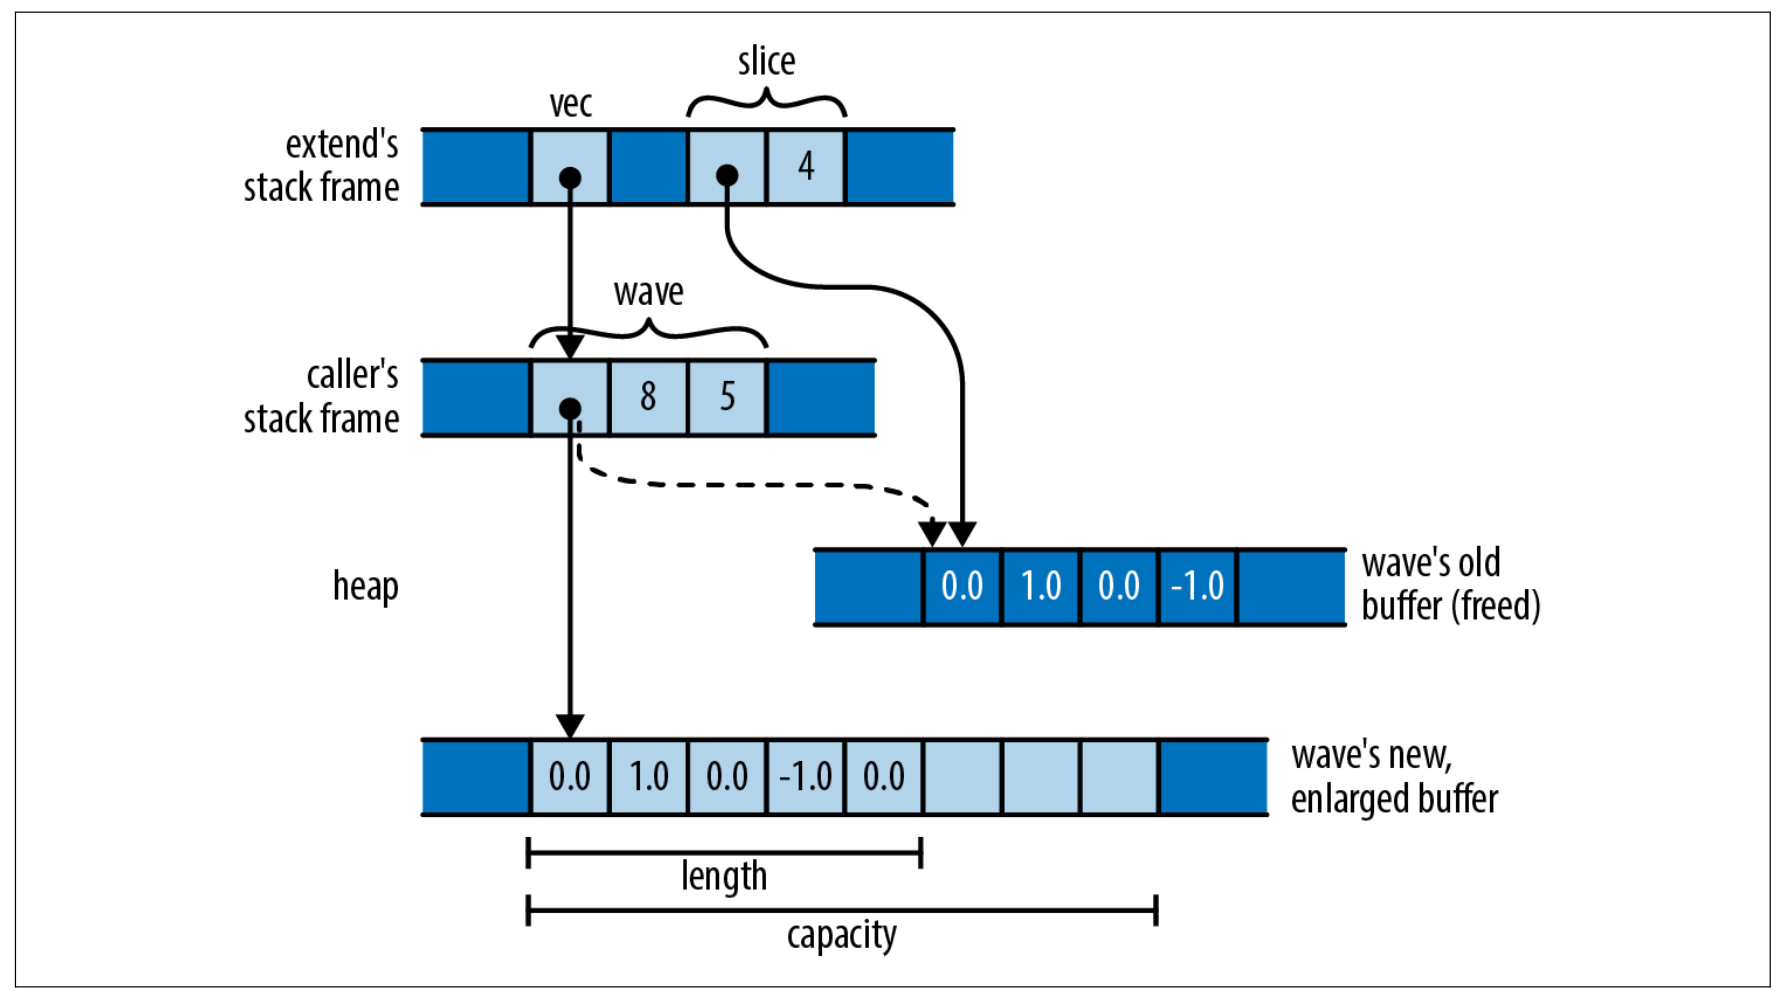 slice
vec
extend's
stack frame
4
wave
caller's
stack frame
8 5
heap
0.0 1.0 0.0 -1.0
wave's old
buffer (freed)
0.0 1.0 0.0 -1.0 0.0
wave's new,
enlarged buffer
length
capacity